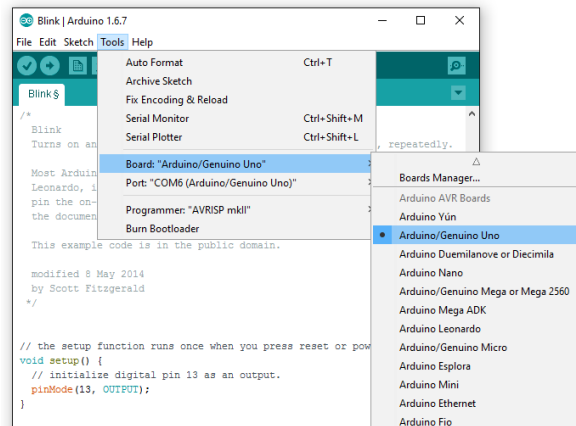 Blink | Arduino 1.6.7
File Edit Sketch Tools Help
Blink §
Auto Format Ctrl+T
Archive Sketch
Fix Encoding & Reload
Serial Monitor Ctrl+Shift+M
Serial Plotter Ctrl+Shift+L
Board: "Arduino/Genuino Uno"
Port: "COM6 (Arduino/Genuino Uno)"
Programmer: "AVRISP mkII"
Burn Bootloader
Boards Manager...
Arduino AVR Boards
Arduino Yún
Arduino/Genuino Uno
Arduino Duemilanove or Diecimila
Arduino Nano
Arduino/Genuino Mega or Mega 2560
Arduino Mega ADK
Arduino Leonardo
Arduino/Genuino Micro
Arduino Esplora
Arduino Mini
Arduino Ethernet
Arduino Fio
/*
Blink
Turns on an , repeatedly.
Most Arduin
Leonardo, i
pin the on-
the documen
This example code is in the public domain.
modified 8 May 2014
by Scott Fitzgerald
*/
// the setup function runs once when you press reset or pow
void setup() {
// initialize digital pin 13 as an output.
pinMode(13, OUTPUT);
}